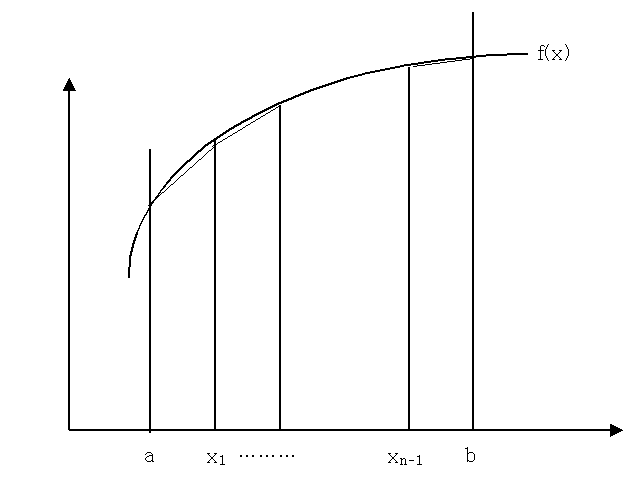 f(x)
a x₁ ⋯⋯⋯ xₙ₋₁ b